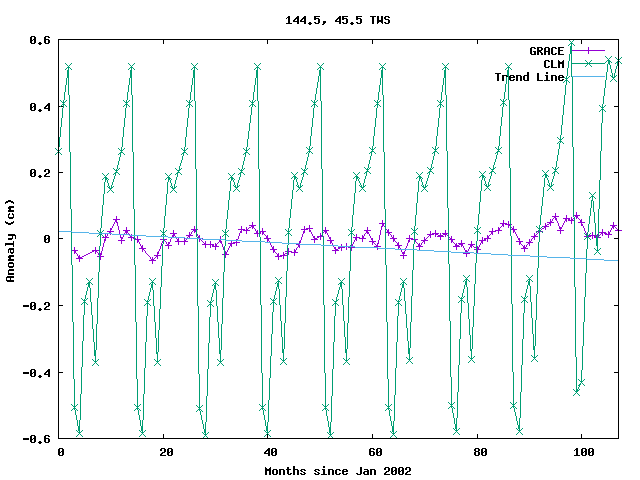 144.5, 45.5 TWS
GRACE
CLM
Trend Line
0.6
0.4
0.2
0
-0.2
-0.4
-0.6
Anomaly (cm)
0 20 40 60 80 100
Months since Jan 2002